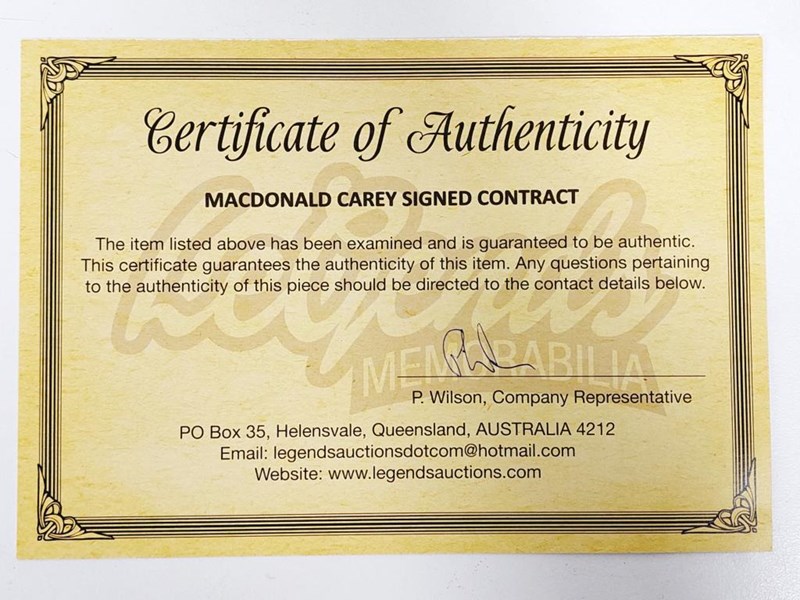 Certificate of Authenticity
MACDONALD CAREY SIGNED CONTRACT
The item listed above has been examined and is guaranteed to be authentic.
This certificate guarantees the authenticity of this item. Any questions pertaining
to the authenticity of this piece should be directed to the contact details below.
Legends
MEMORABILIA
P. Wilson, Company Representative
PO Box 35, Helensvale, Queensland, AUSTRALIA 4212
Email: legendsauctionsdotcom@hotmail.com
Website: www.legendsauctions.com